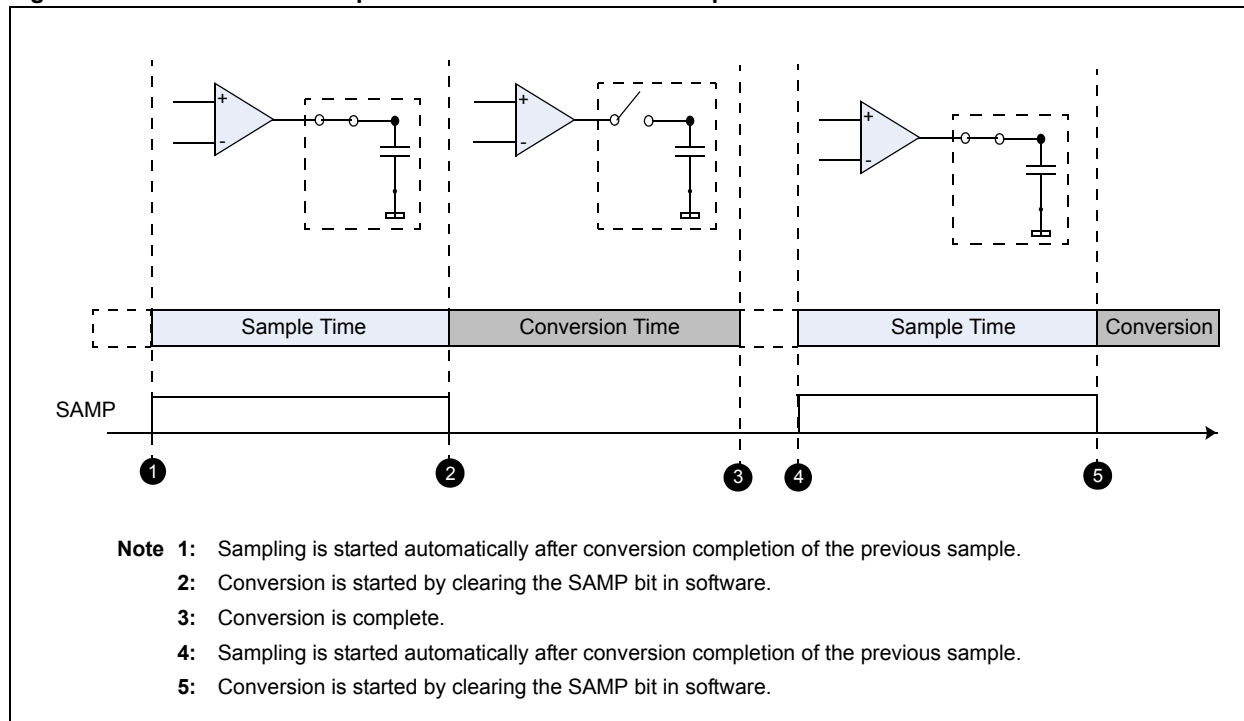 +
-
+
-
+
-
Sample Time
Conversion Time
Sample Time
Conversion
SAMP
1
2
3
4
5
Note 1: Sampling is started automatically after conversion completion of the previous sample.
2: Conversion is started by clearing the SAMP bit in software.
3: Conversion is complete.
4: Sampling is started automatically after conversion completion of the previous sample.
5: Conversion is started by clearing the SAMP bit in software.